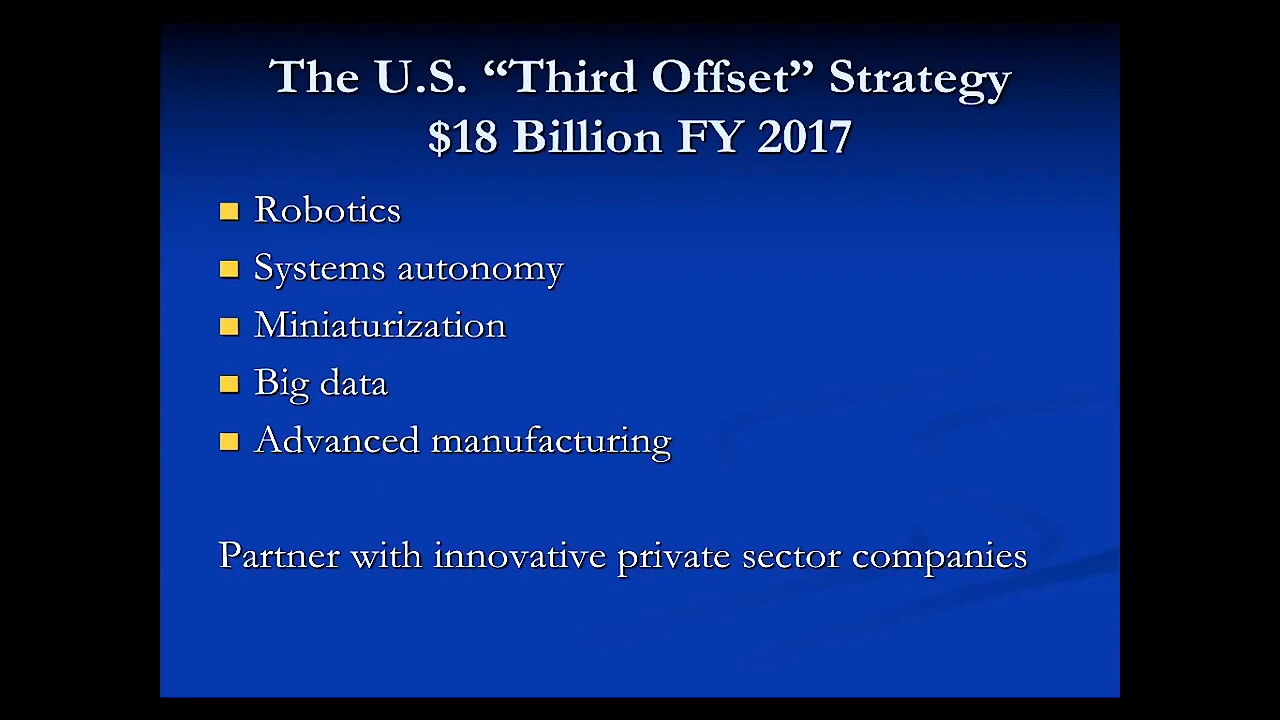 The U.S. “Third Offset” Strategy
$18 Billion FY 2017
Robotics
Systems autonomy
Miniaturization
Big data
Advanced manufacturing
Partner with innovative private sector companies